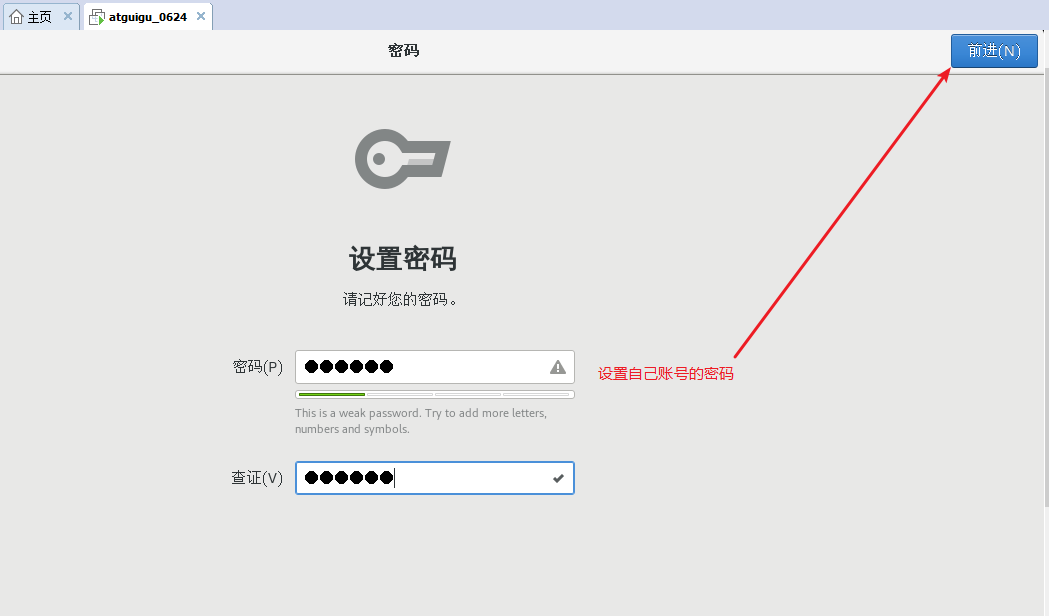 主页
atguigu_0624
密码
前进(N)
设置密码
请记好您的密码。
密码(P)
设置自己账号的密码
This is a weak password. Try to add more letters,
numbers and symbols.
查证(V)